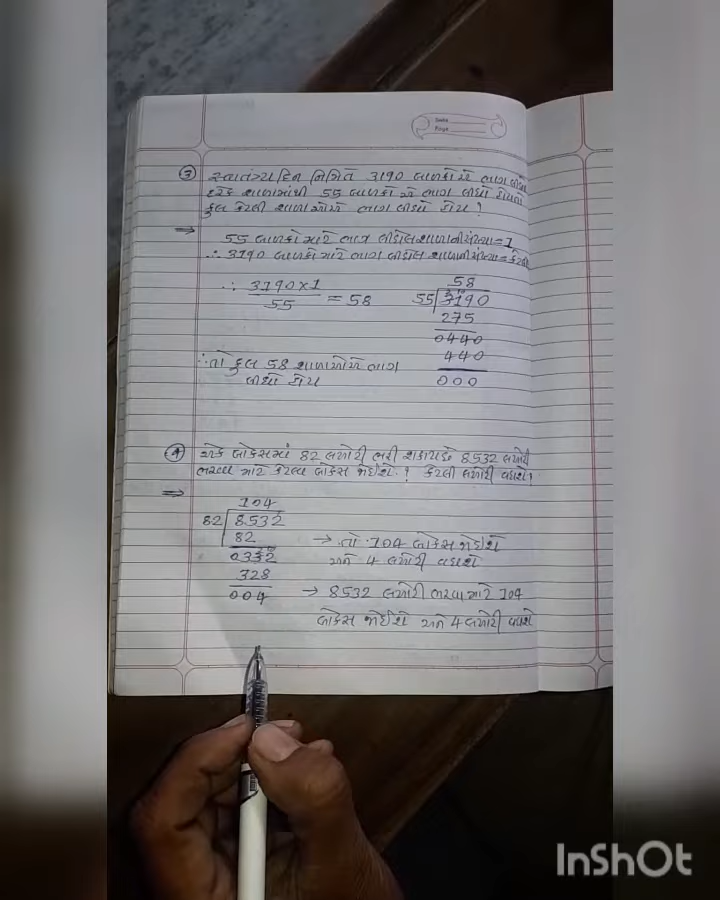 Date
Page
③ સ્વાતંત્ર્યદિન નિમિત્તે 3190 બાળકોએ ભાગ લીધો
દરેક શાળામાંથી 55 બાળકો એ ભાગ લીધો હોય તો
કુલ કેટલી શાળાઓએ ભાગ લીધો હોય ?
⇒ 55 બાળકો માટે ભાગ લીધેલ શાળાની સંખ્યા = 1
∴ 3190 બાળકો માટે ભાગ લીધેલ શાળાની સંખ્યા = કેટલી
∴ 3190 × 1
55
= 58
58
55 3190
275
0440
440
000
∴ તો કુલ 58 શાળાઓએ ભાગ
લીધો હોય
④ એક બોક્સમાં 82 લખોટી ભરી શકાય છે 8532 લખોટી
ભરવા માટે કેટલા બોક્સ જોઈશે ? કેટલી લખોટી વધશે ?
⇒ 104
82 8532
82
0332
328
004
→ તો 104 બોક્સ જોઈશે
અને 4 લખોટી વધશે
→ 8532 લખોટી ભરવા માટે 104
બોક્સ જોઈશે અને 4 લખોટી વધશે
InShOt